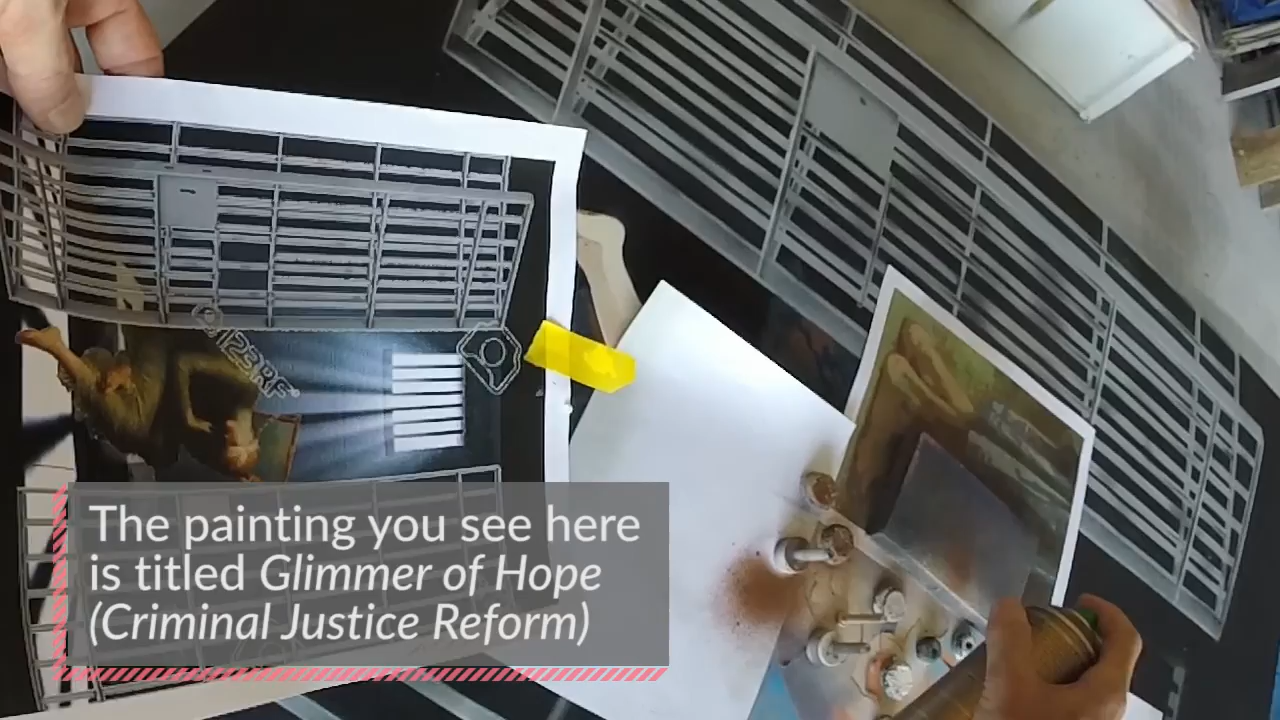 123RF
The painting you see here
is titled Glimmer of Hope
(Criminal Justice Reform)